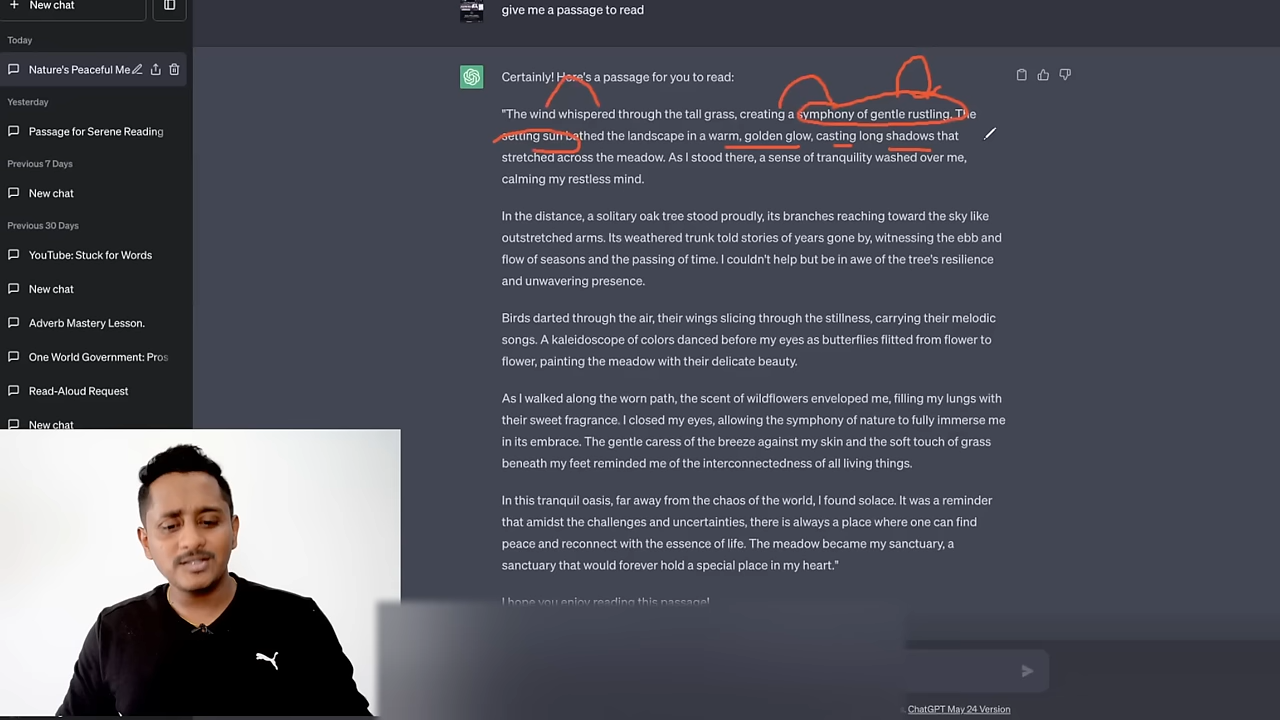 New chat
Today
Nature's Peaceful Me
Yesterday
Passage for Serene Reading
Previous 7 Days
New chat
Previous 30 Days
YouTube: Stuck for Words
New chat
Adverb Mastery Lesson.
One World Government: Pros
Read-Aloud Request
New chat
give me a passage to read
Certainly! Here's a passage for you to read:
"The wind whispered through the tall grass, creating a symphony of gentle rustling. The
setting sun bathed the landscape in a warm, golden glow, casting long shadows that
stretched across the meadow. As I stood there, a sense of tranquility washed over me,
calming my restless mind.
In the distance, a solitary oak tree stood proudly, its branches reaching toward the sky like
outstretched arms. Its weathered trunk told stories of years gone by, witnessing the ebb and
flow of seasons and the passing of time. I couldn't help but be in awe of the tree's resilience
and unwavering presence.
Birds darted through the air, their wings slicing through the stillness, carrying their melodic
songs. A kaleidoscope of colors danced before my eyes as butterflies flitted from flower to
flower, painting the meadow with their delicate beauty.
As I walked along the worn path, the scent of wildflowers enveloped me, filling my lungs with
their sweet fragrance. I closed my eyes, allowing the symphony of nature to fully immerse me
in its embrace. The gentle caress of the breeze against my skin and the soft touch of grass
beneath my feet reminded me of the interconnectedness of all living things.
In this tranquil oasis, far away from the chaos of the world, I found solace. It was a reminder
that amidst the challenges and uncertainties, there is always a place where one can find
peace and reconnect with the essence of life. The meadow became my sanctuary, a
sanctuary that would forever hold a special place in my heart."
I hope you enjoy reading this passage!
ChatGPT May 24 Version